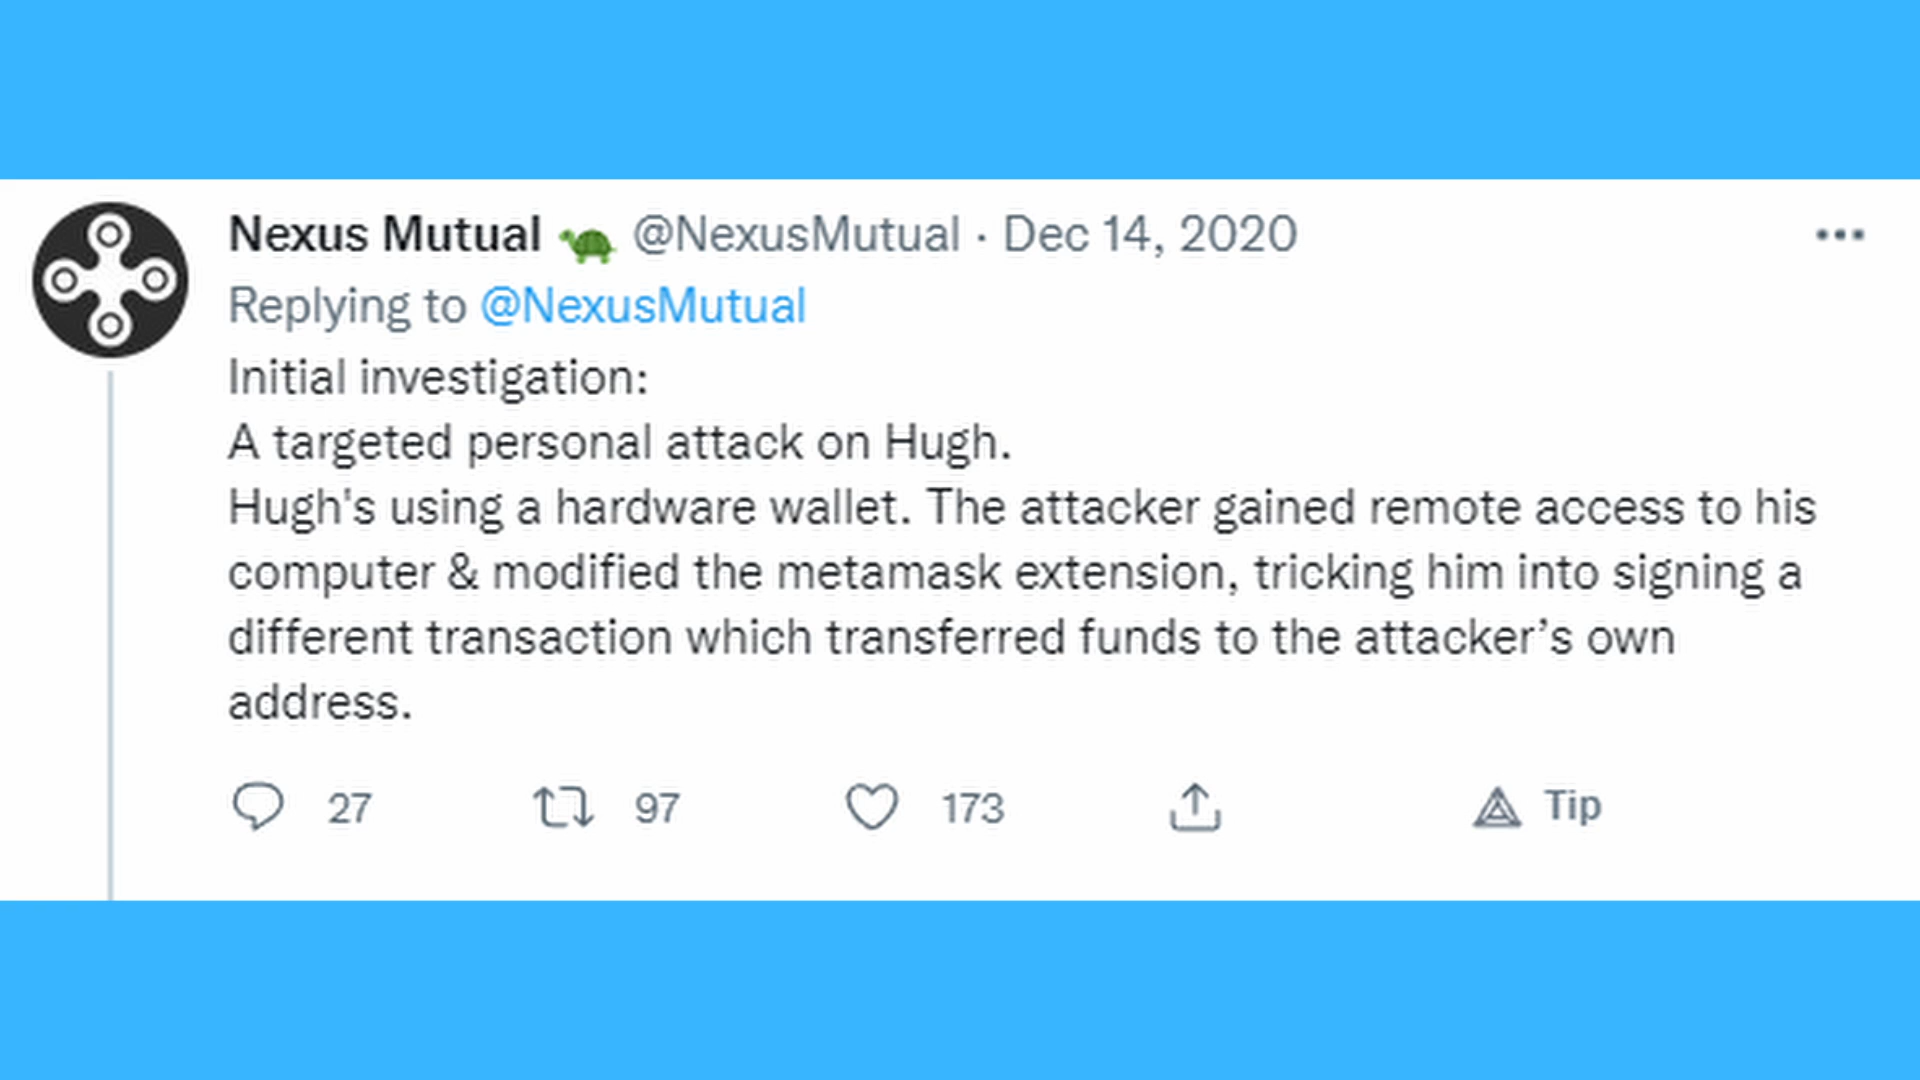 Nexus Mutual 🐢 @NexusMutual · Dec 14, 2020
Replying to @NexusMutual
Initial investigation:
A targeted personal attack on Hugh.
Hugh's using a hardware wallet. The attacker gained remote access to his
computer & modified the metamask extension, tricking him into signing a
different transaction which transferred funds to the attacker’s own
address.
27 97 173 Tip